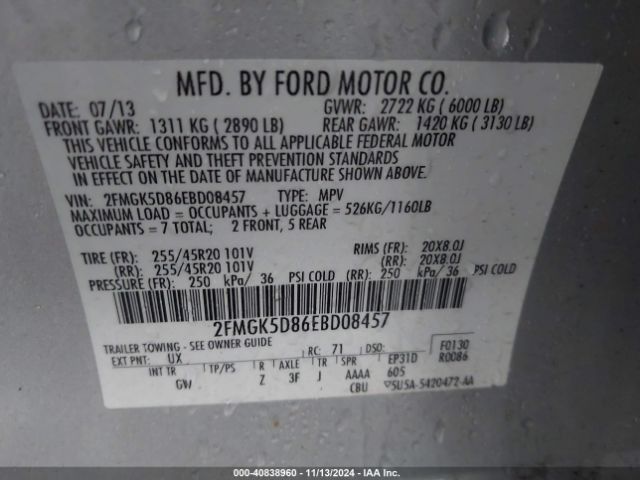 MFD. BY FORD MOTOR CO.
DATE: 07/13 GVWR: 2722 KG ( 6000 LB)
FRONT GAWR: 1311 KG ( 2890 LB) REAR GAWR: 1420 KG ( 3130 LB)
THIS VEHICLE CONFORMS TO ALL APPLICABLE FEDERAL MOTOR
VEHICLE SAFETY AND THEFT PREVENTION STANDARDS
IN EFFECT ON THE DATE OF MANUFACTURE SHOWN ABOVE.
VIN: 2FMGK5D86EBD08457 TYPE: MPV
MAXIMUM LOAD = OCCUPANTS + LUGGAGE = 526KG/1160LB
OCCUPANTS = 7 TOTAL; 2 FRONT, 5 REAR
TIRE (FR): 255/45R20 101V RIMS (FR): 20X8.0J
(RR): 255/45R20 101V (RR): 20X8.0J
PRESSURE (FR): 250 kPa/ 36 PSI COLD (RR): 250 kPa/ 36 PSI COLD
2FMGK5D86EBD08457
TRAILER TOWING - SEE OWNER GUIDE
EXT PNT: UX RC: 71 DSO: F0130
R0086
INT TR TP/PS R AXLE TR SPR EP31D
GW Z 3F J AAAA 605
CBU 5U5A-5420472-AA
000-40838960 - 11/13/2024 - IAA Inc.